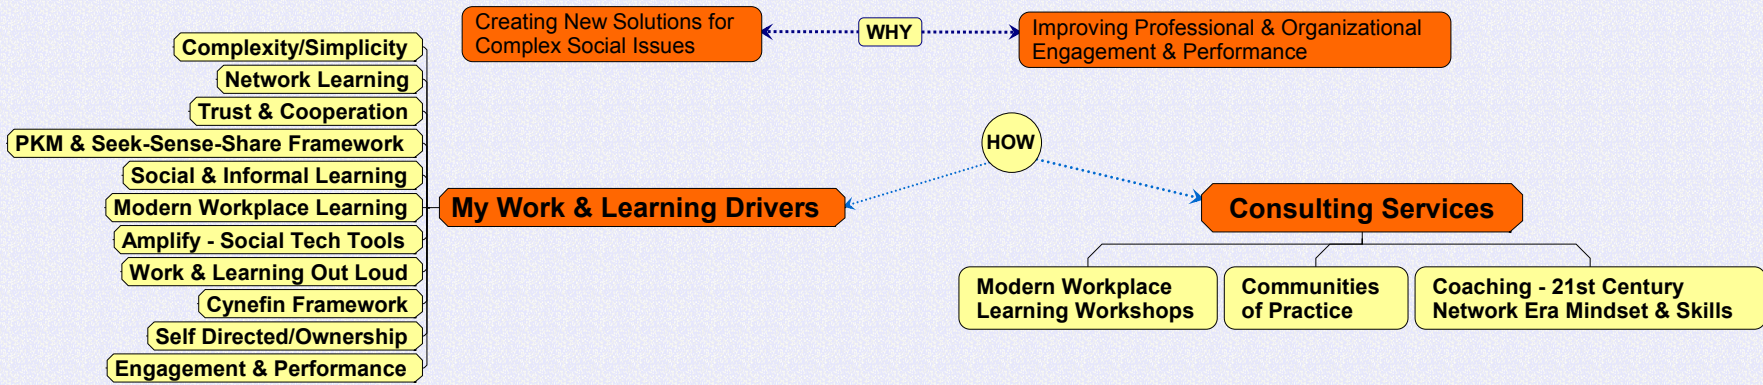 Creating New Solutions for
Complex Social Issues
WHY
Improving Professional & Organizational
Engagement & Performance
HOW
My Work & Learning Drivers
Complexity/Simplicity
Network Learning
Trust & Cooperation
PKM & Seek-Sense-Share Framework
Social & Informal Learning
Modern Workplace Learning
Amplify - Social Tech Tools
Work & Learning Out Loud
Cynefin Framework
Self Directed/Ownership
Engagement & Performance
Consulting Services
Modern Workplace
Learning Workshops
Communities
of Practice
Coaching - 21st Century
Network Era Mindset & Skills